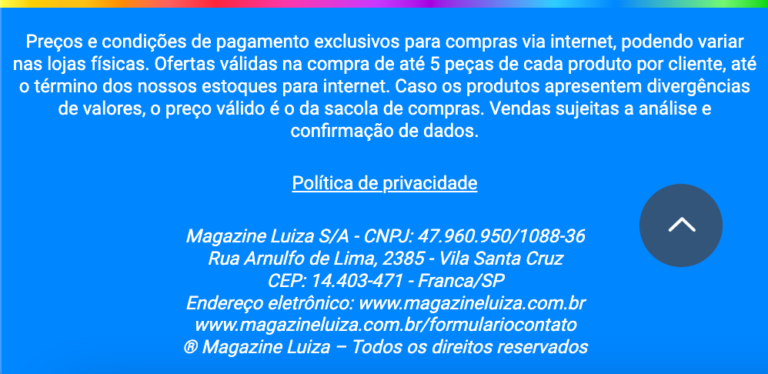 Preços e condições de pagamento exclusivos para compras via internet, podendo variar
nas lojas físicas. Ofertas válidas na compra de até 5 peças de cada produto por cliente, até
o término dos nossos estoques para internet. Caso os produtos apresentem divergências
de valores, o preço válido é o da sacola de compras. Vendas sujeitas a análise e
confirmação de dados.
Política de privacidade
Magazine Luiza S/A - CNPJ: 47.960.950/1088-36
Rua Arnulfo de Lima, 2385 - Vila Santa Cruz
CEP: 14.403-471 - Franca/SP
Endereço eletrônico: www.magazineluiza.com.br
www.magazineluiza.com.br/formulariocontato
® Magazine Luiza – Todos os direitos reservados